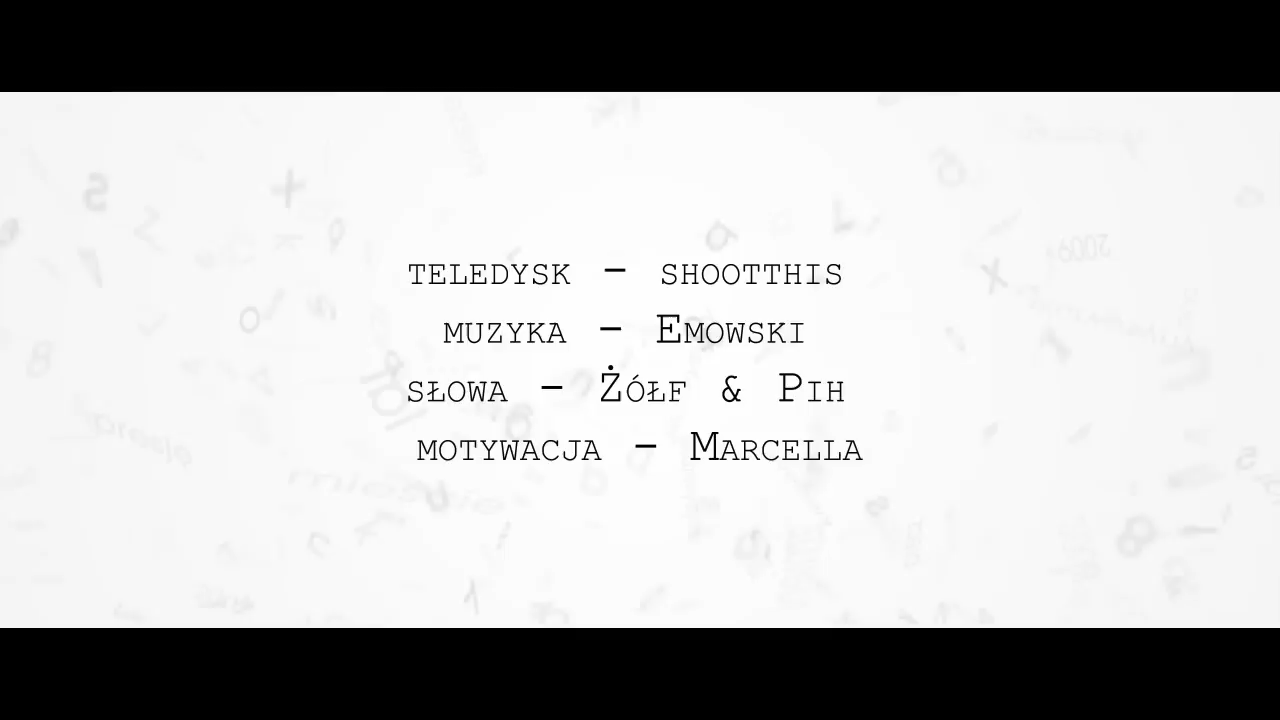 TELEDYSK - SHOOTTHIS
MUZYKA - EMOWSKI
SŁOWA - ŻÓŁF & PIH
MOTYWACJA - MARCELLA